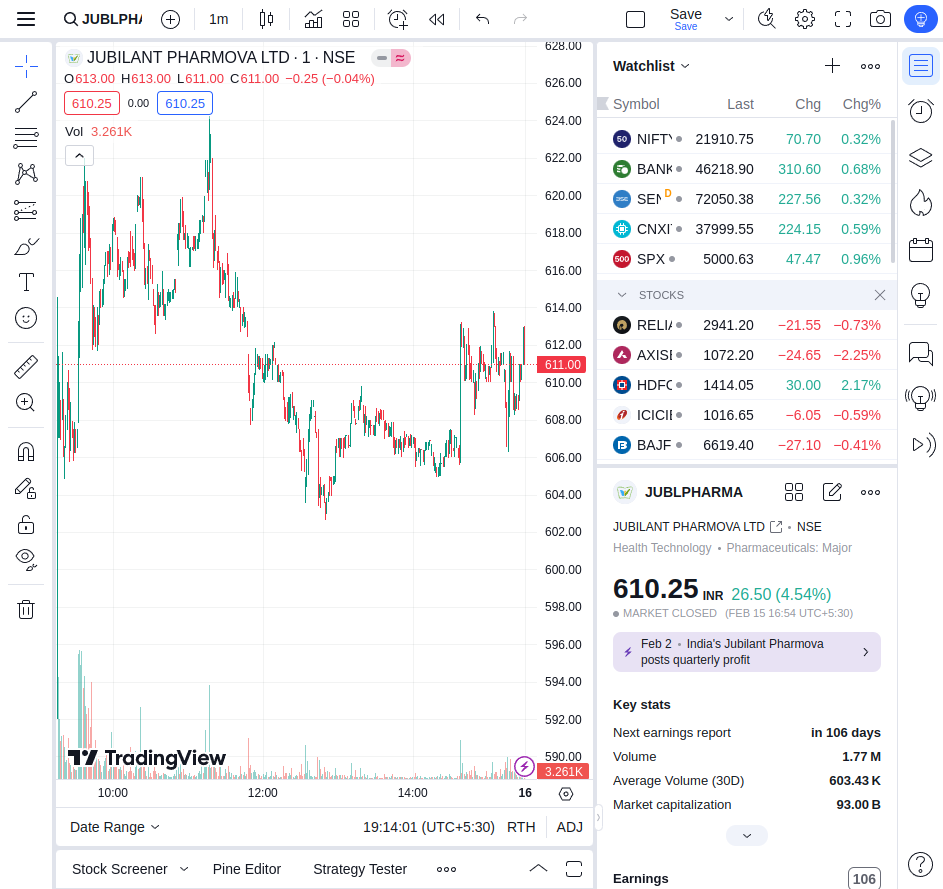 JUBLPHA
1m
Save
Save
JUBILANT PHARMOVA LTD · 1 · NSE
O613.00 H613.00 L611.00 C611.00 −0.25 (−0.04%)
610.25 0.00 610.25
Vol 3.261K
628.00
626.00
624.00
622.00
620.00
618.00
616.00
614.00
612.00
611.00
610.00
608.00
606.00
604.00
602.00
600.00
598.00
596.00
594.00
592.00
590.00
3.261K
TradingView
10:00 12:00 14:00 16
Date Range
19:14:01 (UTC+5:30) RTH ADJ
Stock Screener Pine Editor Strategy Tester
Watchlist
Symbol Last Chg Chg%
50 NIFTY 21910.75 70.70 0.32%
BANK 46218.90 310.60 0.68%
SEN D 72050.38 227.56 0.32%
CNXIT 37999.55 224.15 0.59%
500 SPX 5000.63 47.47 0.96%
STOCKS
RELIA 2941.20 −21.55 −0.73%
AXISB 1072.20 −24.65 −2.25%
HDFC 1414.05 30.00 2.17%
ICICIB 1016.65 −6.05 −0.59%
BAJF 6619.40 −27.10 −0.41%
JUBLPHARMA
JUBILANT PHARMOVA LTD • NSE
Health Technology • Pharmaceuticals: Major
610.25 INR 26.50 (4.54%)
MARKET CLOSED (FEB 15 16:54 UTC+5:30)
Feb 2 • India's Jubilant Pharmova
posts quarterly profit
Key stats
Next earnings report in 106 days
Volume 1.77 M
Average Volume (30D) 603.43 K
Market capitalization 93.00 B
Earnings 106